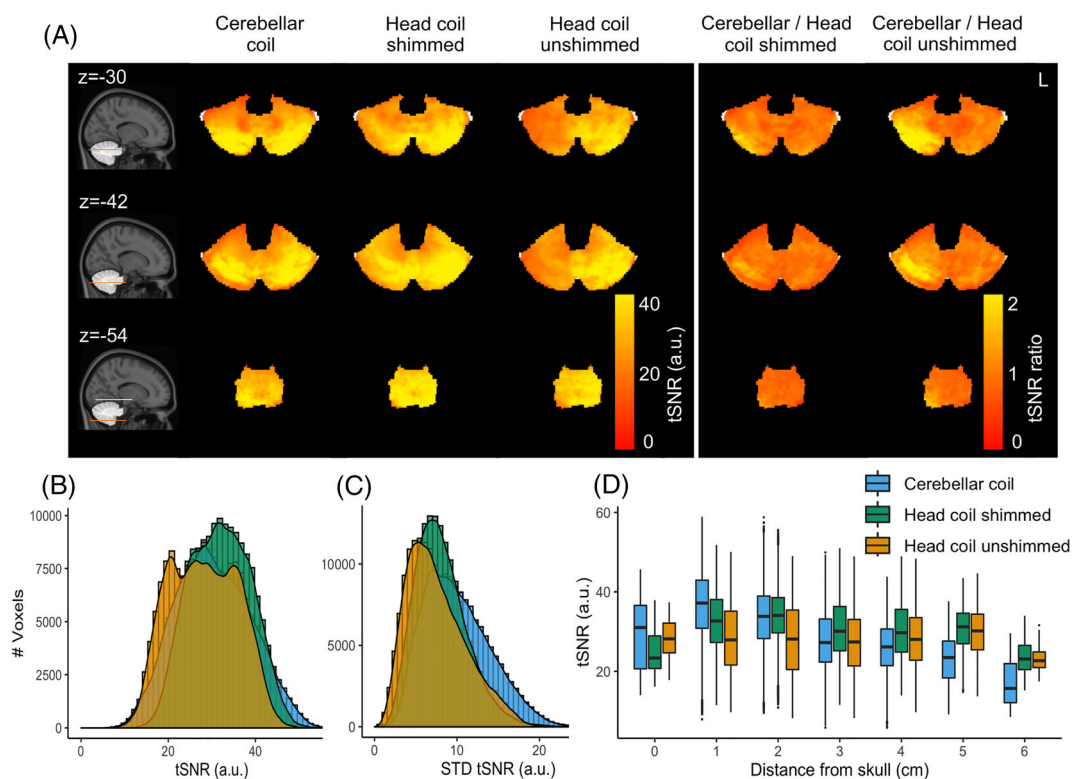 (A)
Cerebellar
coil
Head coil
shimmed
Head coil
unshimmed
Cerebellar / Head
coil shimmed
Cerebellar / Head
coil unshimmed
z=-30
L
z=-42
z=-54
40
20
0
tSNR (a.u.)
2
1
0
tSNR ratio
(B)
10000
7500
5000
2500
0
# Voxels
0
20
40
tSNR (a.u.)
(C)
10000
5000
0
0
10
20
STD tSNR (a.u.)
(D)
Cerebellar coil
Head coil shimmed
Head coil unshimmed
60
40
20
tSNR (a.u.)
0
1
2
3
4
5
6
Distance from skull (cm)